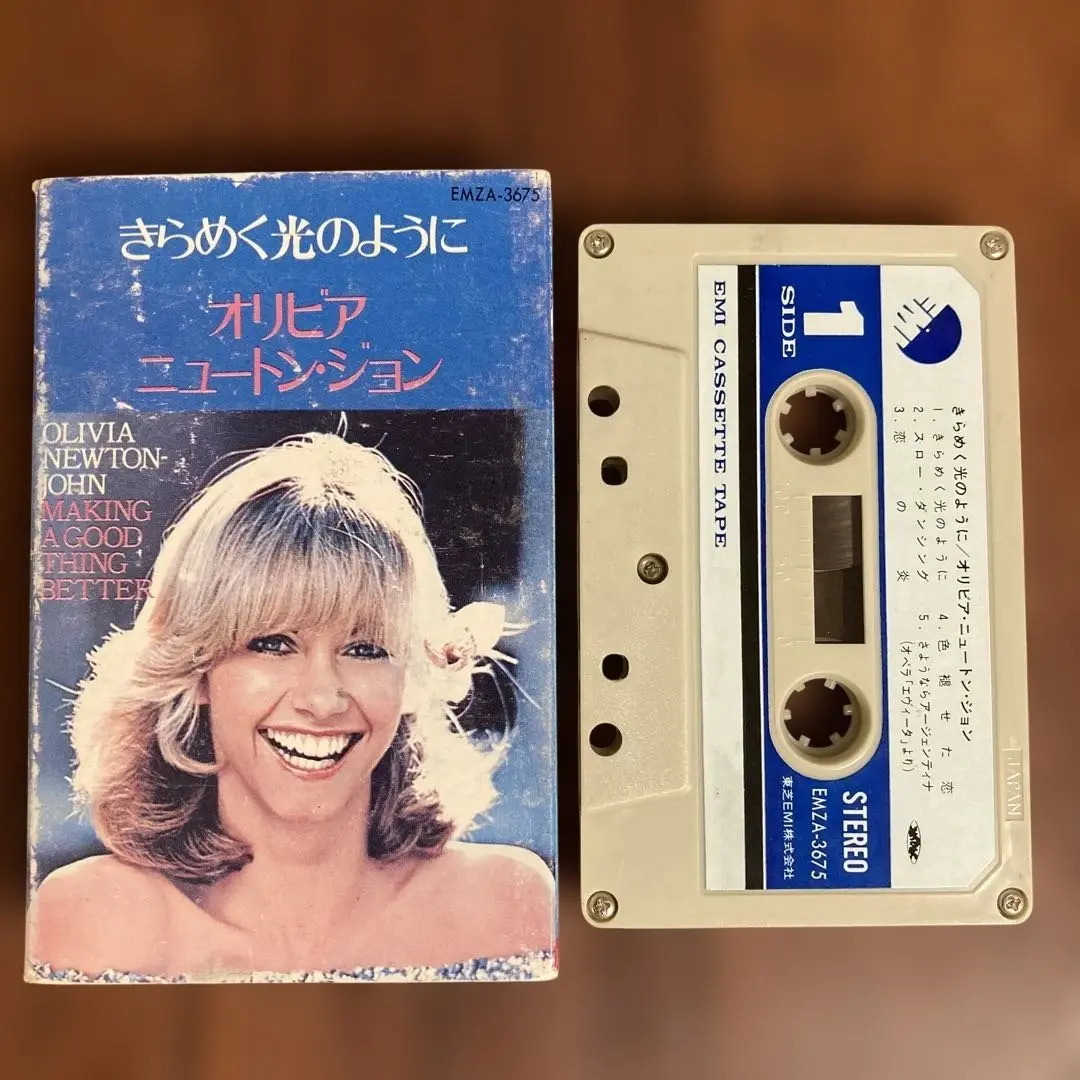 EMZA-3675
きらめく光のように
オリビア
ニュートン・ジョン
OLIVIA
NEWTON-
JOHN
MAKING
A GOOD
THING
BETTER
きらめく光のように/オリビア・ニュートン・ジョン
1. きらめく光のように
2. スロー・ダンシング
3. 恋の炎
4. 色褪せた恋
5. さようならアージェンティナ
(オペラ「エヴィータ」より)
1
SIDE
STEREO
EMZA-3675
東芝EMI株式会社
EMI CASSETTE TAPE
JAPAN